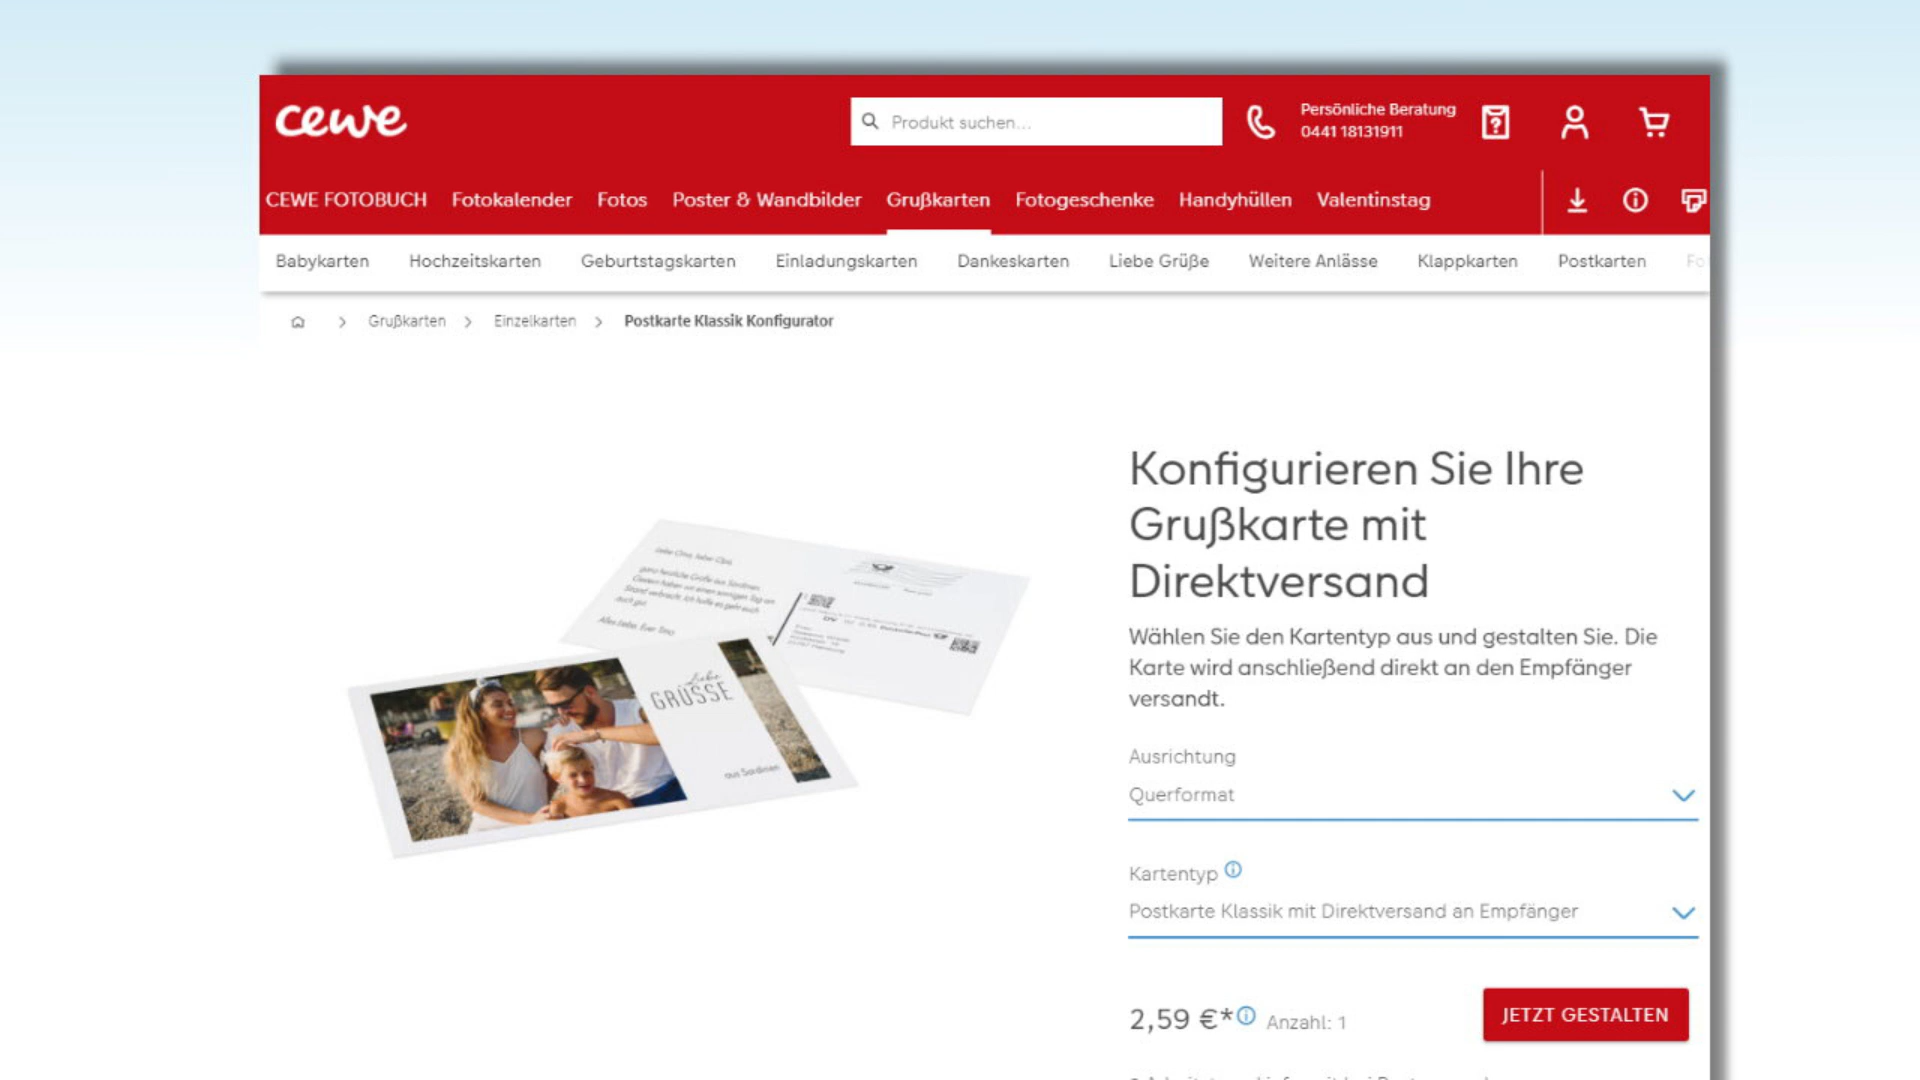 cewe
Produkt suchen...
Persönliche Beratung
0441 18131911
CEWE FOTOBUCH Fotokalender Fotos Poster & Wandbilder Grußkarten Fotogeschenke Handyhüllen Valentinstag
Babykarten Hochzeitskarten Geburtstagskarten Einladungskarten Dankeskarten Liebe Grüße Weitere Anlässe Klappkarten Postkarten Fo
Grußkarten > Einzelkarten > Postkarte Klassik Konfigurator
Liebe
GRÜSSE
aus Sardinien
Konfigurieren Sie Ihre
Grußkarte mit
Direktversand
Wählen Sie den Kartentyp aus und gestalten Sie. Die
Karte wird anschließend direkt an den Empfänger
versandt.
Ausrichtung
Querformat
Kartentyp
Postkarte Klassik mit Direktversand an Empfänger
2,59 €* Anzahl: 1
JETZT GESTALTEN